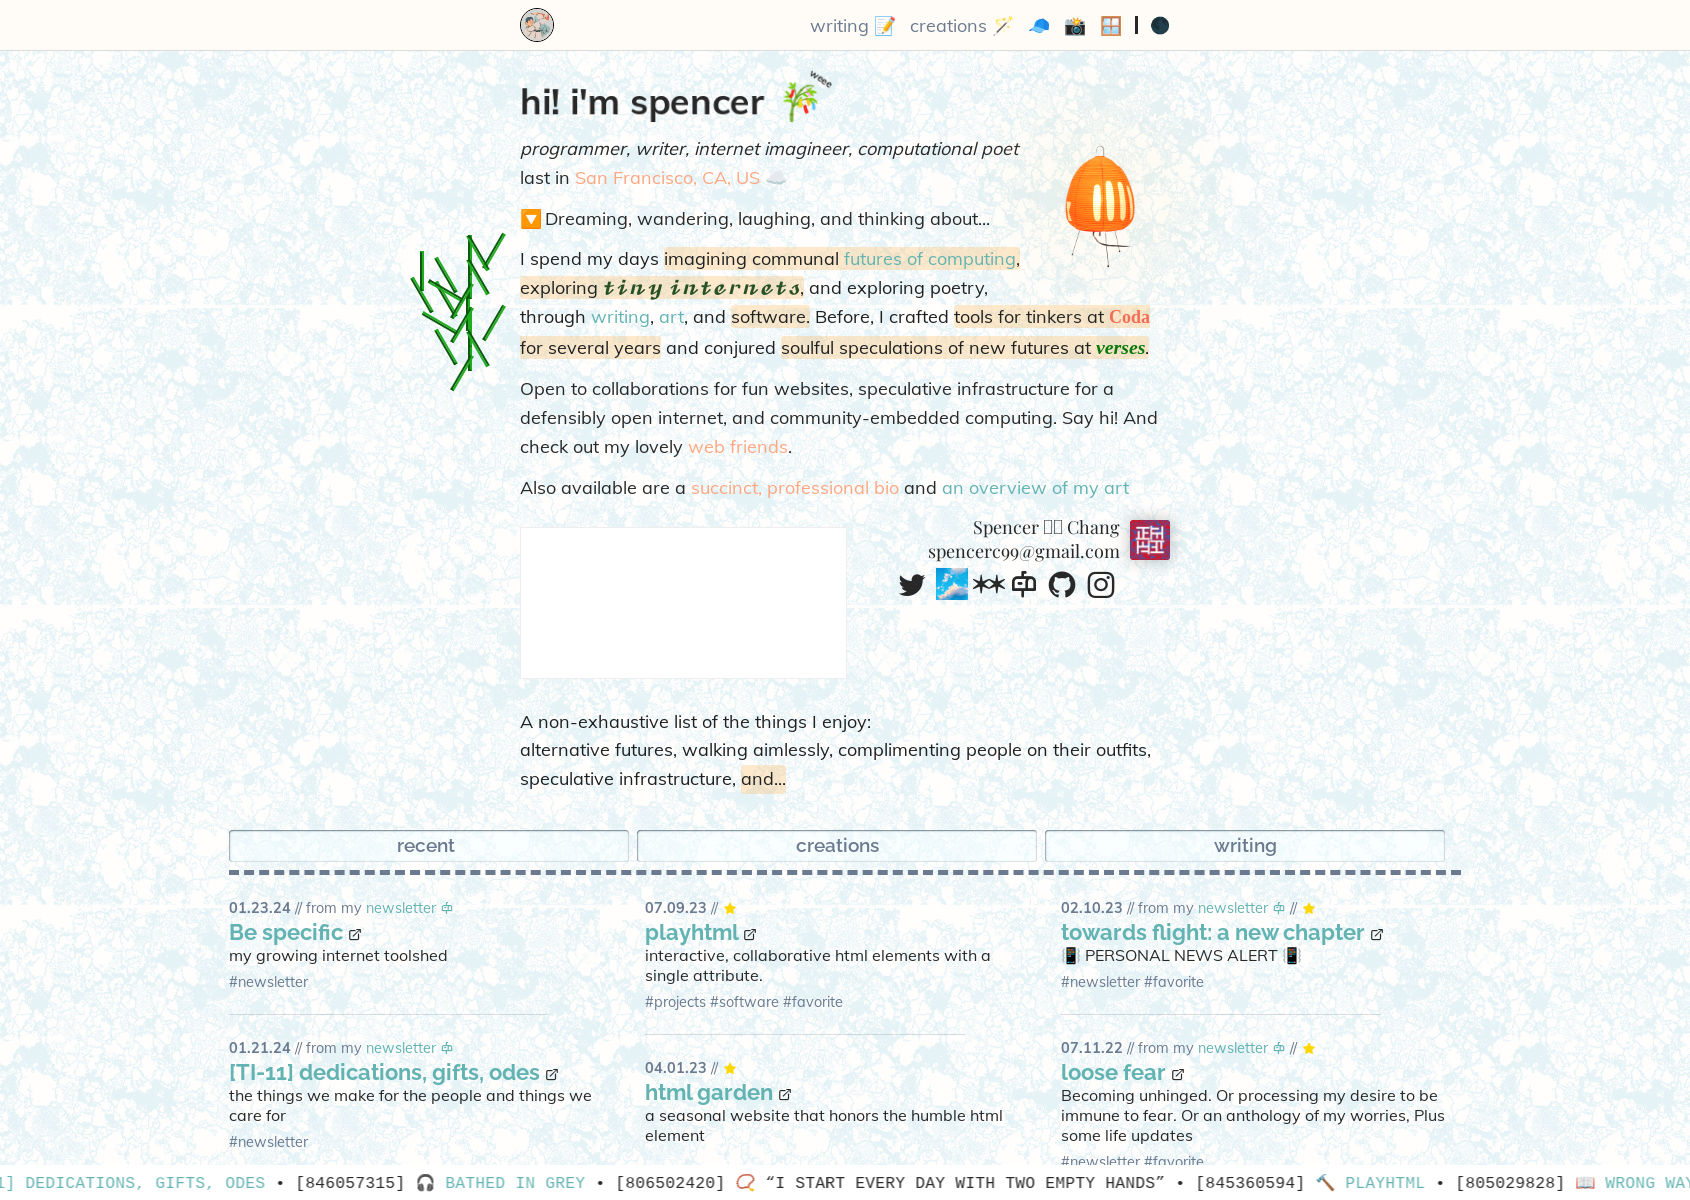 writing 📝 creations 🪄 🧢 📸 🪟 | 🌑
hi! i'm spencer 🎋 weee
programmer, writer, internet imagineer, computational poet
last in San Francisco, CA, US ☁️
🔽 Dreaming, wandering, laughing, and thinking about...
I spend my days imagining communal futures of computing,
exploring tiny internets, and exploring poetry,
through writing, art, and software. Before, I crafted tools for tinkers at Coda
for several years and conjured soulful speculations of new futures at verses.
Open to collaborations for fun websites, speculative infrastructure for a
defensibly open internet, and community-embedded computing. Say hi! And
check out my lovely web friends.
Also available are a succinct, professional bio and an overview of my art
Spencer Chang
spencerc99@gmail.com
A non-exhaustive list of the things I enjoy:
alternative futures, walking aimlessly, complimenting people on their outfits,
speculative infrastructure, and...
recent
creations
writing
01.23.24 // from my newsletter
Be specific
my growing internet toolshed
#newsletter
01.21.24 // from my newsletter
[TI-11] dedications, gifts, odes
the things we make for the people and things we
care for
#newsletter
07.09.23 // ⭐
playhtml
interactive, collaborative html elements with a
single attribute.
#projects #software #favorite
04.01.23 // ⭐
html garden
a seasonal website that honors the humble html
element
02.10.23 // from my newsletter // ⭐
towards flight: a new chapter
📳 PERSONAL NEWS ALERT 📳
#newsletter #favorite
07.11.22 // from my newsletter // ⭐
loose fear
Becoming unhinged. Or processing my desire to be
immune to fear. Or an anthology of my worries, Plus
some life updates
#newsletter #favorite
1] DEDICATIONS, GIFTS, ODES • [846057315] 🎧 BATHED IN GREY • [806502420] 📿 “I START EVERY DAY WITH TWO EMPTY HANDS” • [845360594] 🔨 PLAYHTML • [805029828] 📖 WRONG WAY